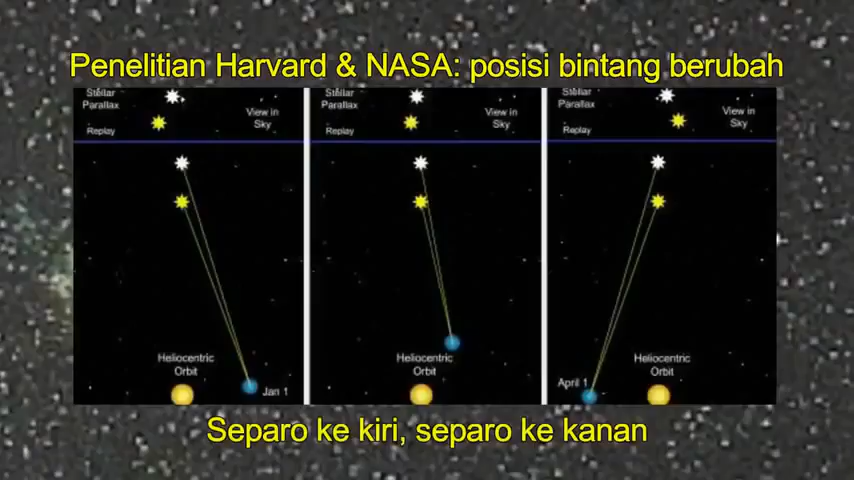 Penelitian Harvard & NASA: posisi bintang berubah
Stellar
Parallax
View in
Sky
Replay
Heliocentric
Orbit
Jan 1
Stellar
Parallax
View in
Sky
Replay
Heliocentric
Orbit
Stellar
Parallax
View in
Sky
Replay
Heliocentric
Orbit
April 1
Separo ke kiri, separo ke kanan